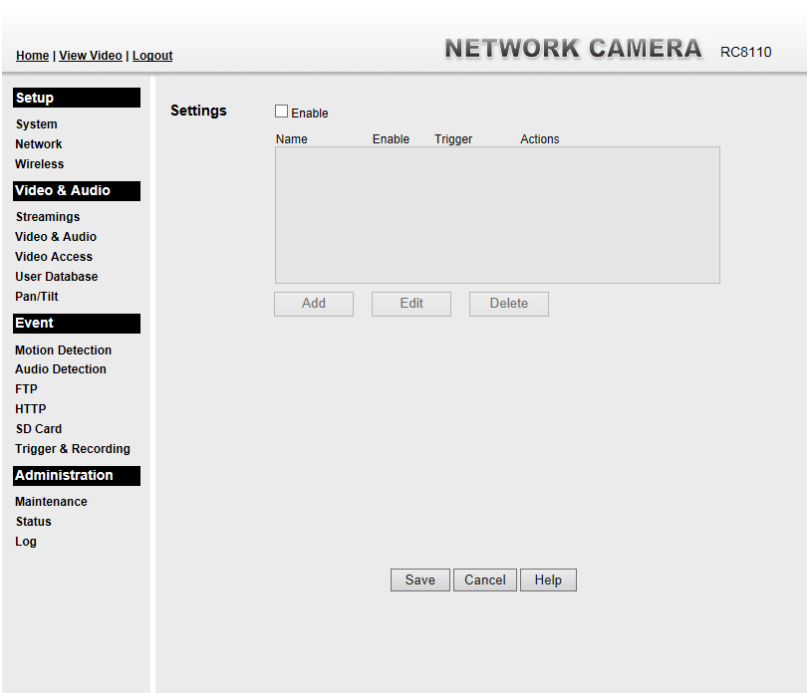 Home | View Video | Logout
NETWORK CAMERA RC8110
Setup
System
Network
Wireless
Video & Audio
Streamings
Video & Audio
Video Access
User Database
Pan/Tilt
Event
Motion Detection
Audio Detection
FTP
HTTP
SD Card
Trigger & Recording
Administration
Maintenance
Status
Log
Settings
Enable
Name Enable Trigger Actions
Add Edit Delete
Save Cancel Help